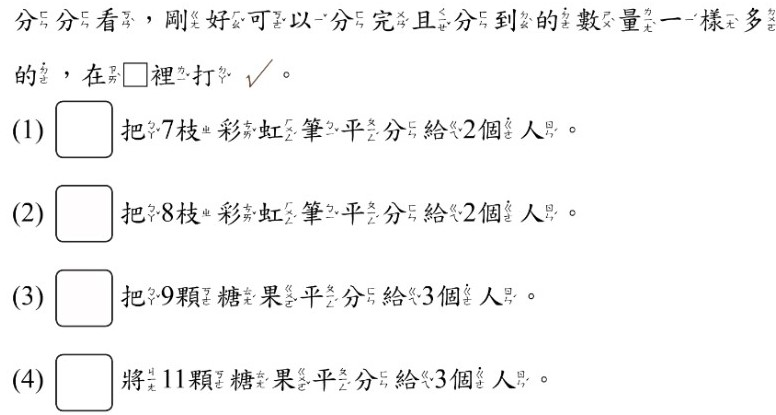 分分看，剛好可以分完且分到的數量一樣多
的，在□裡打✓。
(1) □ 把7枝彩虹筆平分給2個人。
(2) □ 把8枝彩虹筆平分給2個人。
(3) □ 把9顆糖果平分給3個人。
(4) □ 將11顆糖果平分給3個人。